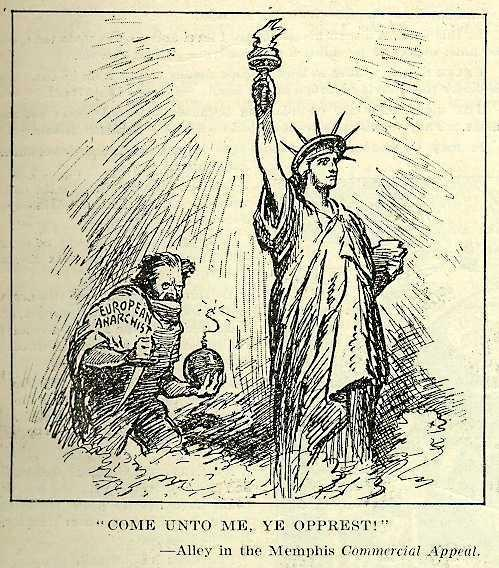 EUROPEAN
ANARCHIST
"COME UNTO ME, YE OPPREST!"
—Alley in the Memphis Commercial Appeal.